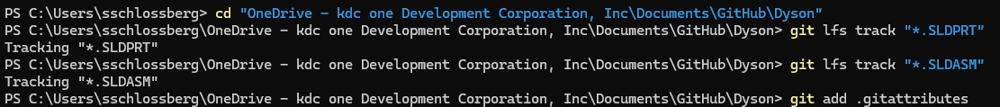 PS C:\Users\sschlossberg> cd "OneDrive - kdc one Development Corporation, Inc\Documents\GitHub\Dyson"
PS C:\Users\sschlossberg\OneDrive - kdc one Development Corporation, Inc\Documents\GitHub\Dyson> git lfs track "*.SLDPRT"
Tracking "*.SLDPRT"
PS C:\Users\sschlossberg\OneDrive - kdc one Development Corporation, Inc\Documents\GitHub\Dyson> git lfs track "*.SLDASM"
Tracking "*.SLDASM"
PS C:\Users\sschlossberg\OneDrive - kdc one Development Corporation, Inc\Documents\GitHub\Dyson> git add .gitattributes